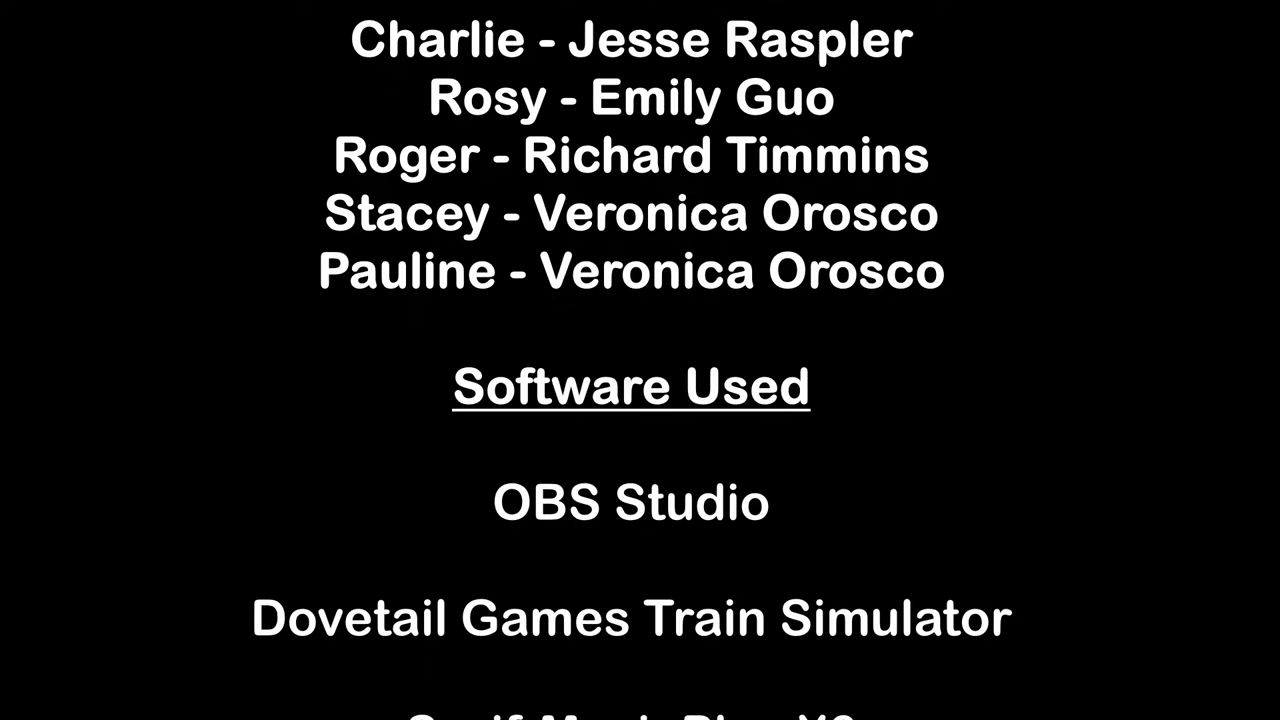 Charlie - Jesse Raspler
Rosy - Emily Guo
Roger - Richard Timmins
Stacey - Veronica Orosco
Pauline - Veronica Orosco
Software Used
OBS Studio
Dovetail Games Train Simulator